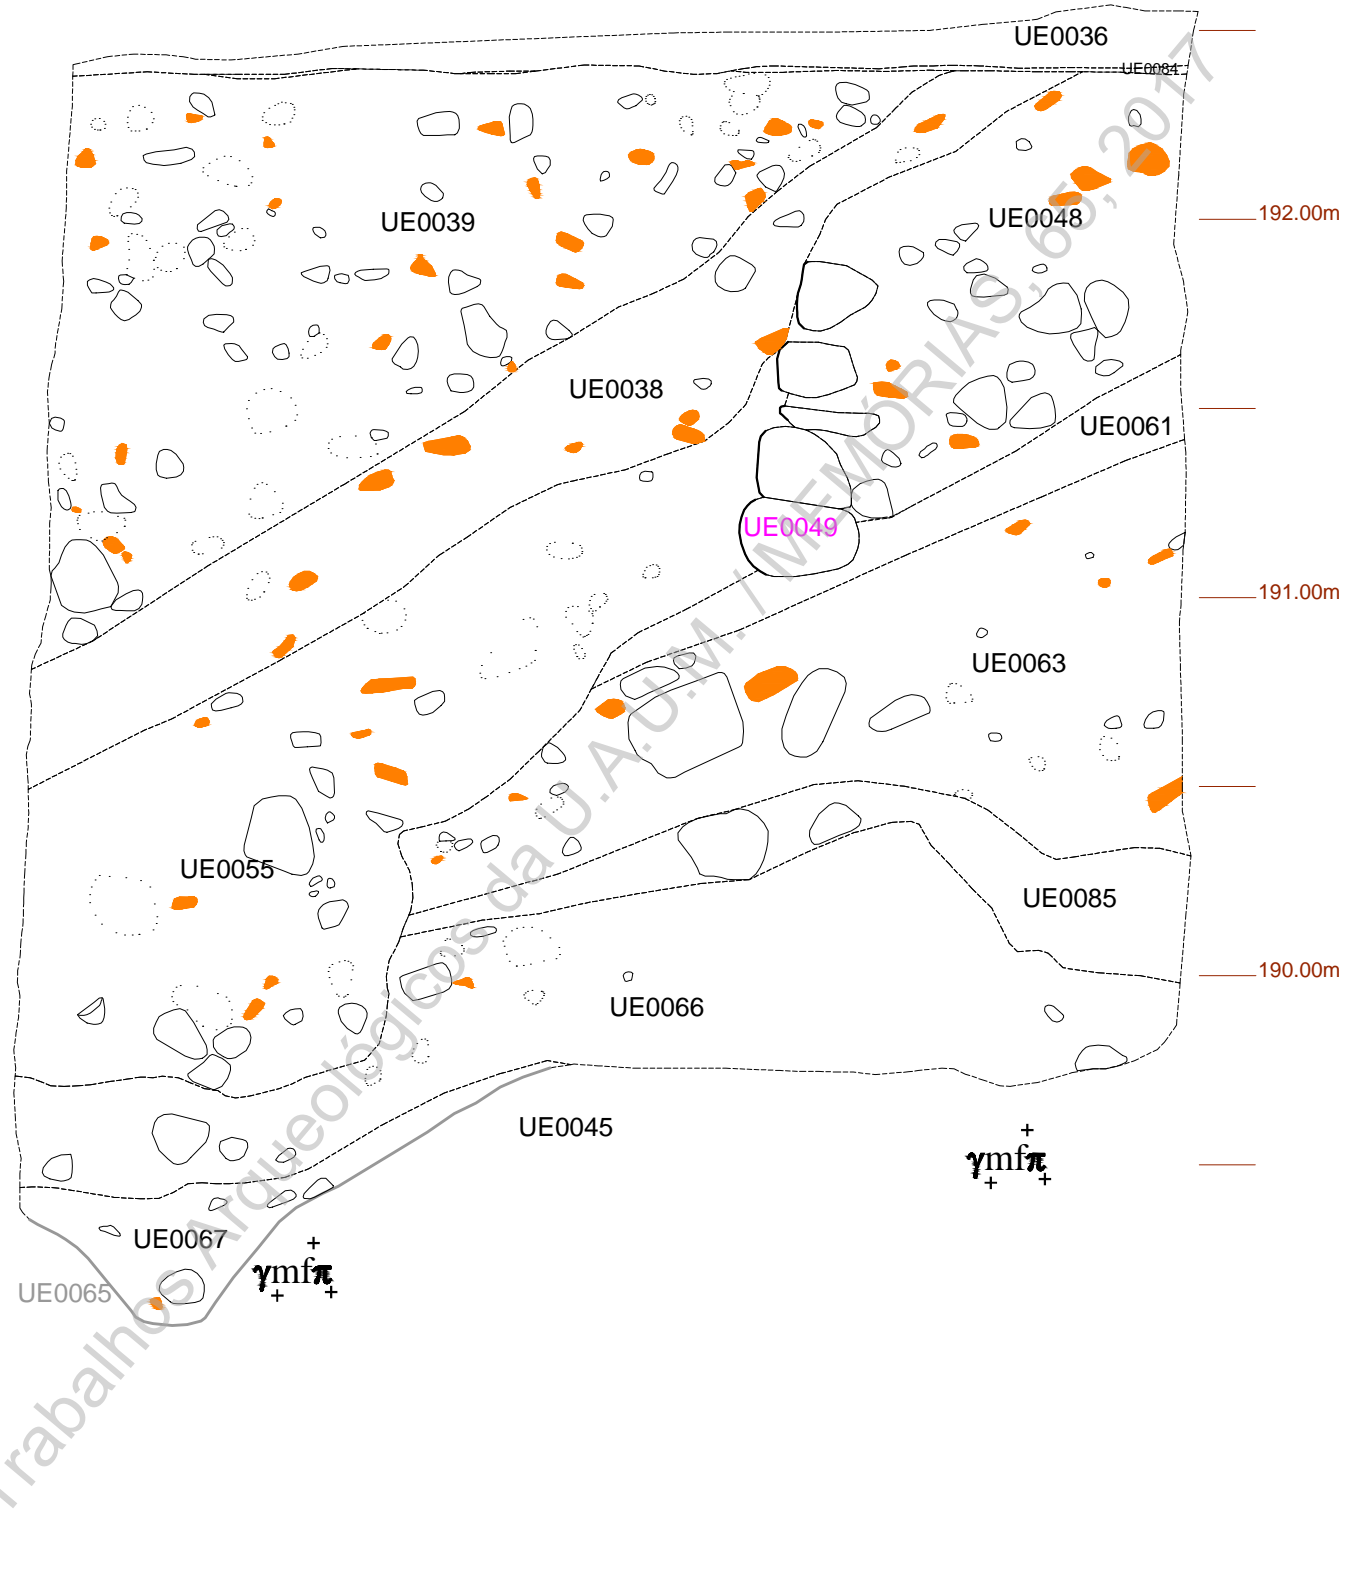 UE0036
UE0084
192.00m
UE0039
UE0048
UE0038
UE0061
UE0049
191.00m
UE0063
UE0055
UE0085
190.00m
UE0066
UE0045
γmfπ
UE0067
γmfπ
UE0065
Trabalhos Arqueológicos da U.A.U.M. / MEMÓRIAS, 65, 2017